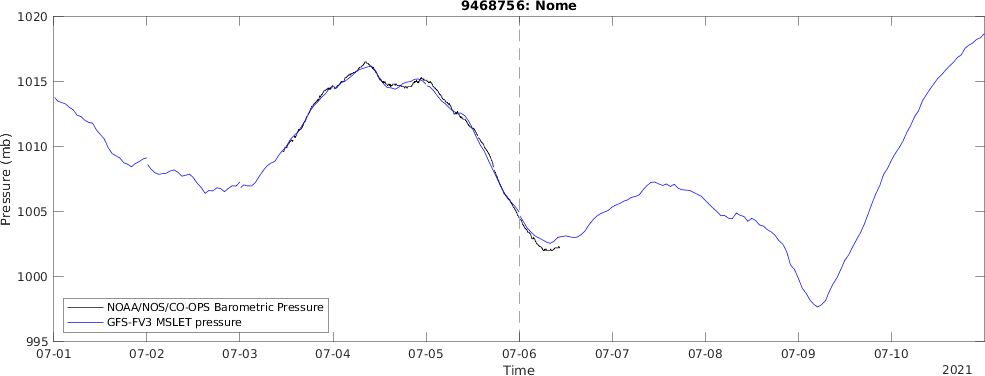 9468756: Nome
1020
1015
1010
1005
1000
995
Pressure (mb)
NOAA/NOS/CO-OPS Barometric Pressure
GFS-FV3 MSLET pressure
07-01 07-02 07-03 07-04 07-05 07-06 07-07 07-08 07-09 07-10
Time
2021